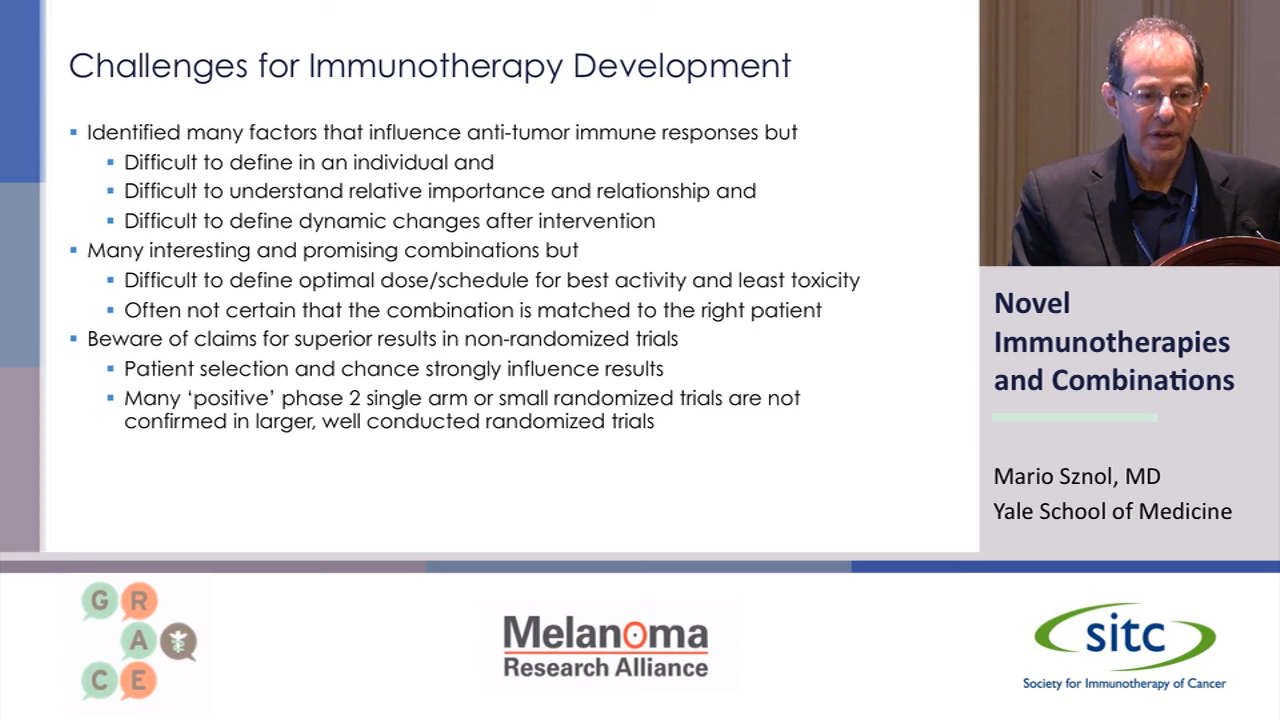 Challenges for Immunotherapy Development
Identified many factors that influence anti-tumor immune responses but
Difficult to define in an individual and
Difficult to understand relative importance and relationship and
Difficult to define dynamic changes after intervention
Many interesting and promising combinations but
Difficult to define optimal dose/schedule for best activity and least toxicity
Often not certain that the combination is matched to the right patient
Beware of claims for superior results in non-randomized trials
Patient selection and chance strongly influence results
Many ‘positive’ phase 2 single arm or small randomized trials are not
confirmed in larger, well conducted randomized trials
Novel
Immunotherapies
and Combinations
Mario Sznol, MD
Yale School of Medicine
G R
A
C E
Melanoma
Research Alliance
sitc
Society for Immunotherapy of Cancer